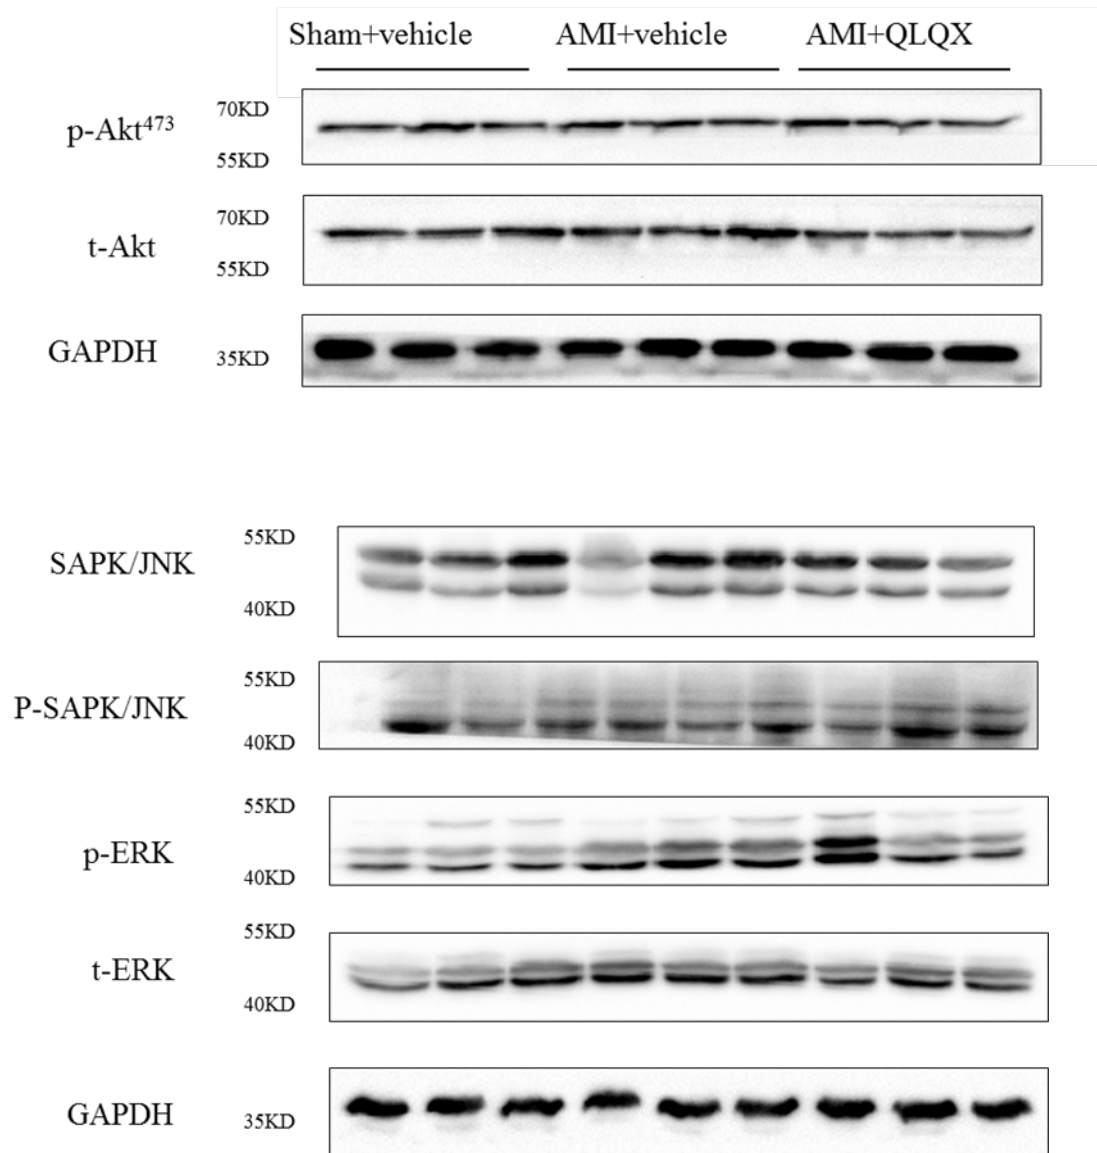 Sham+vehicle AMI+vehicle AMI+QLQX
70KD
p-Akt473
55KD
70KD
t-Akt
55KD
GAPDH 35KD
55KD
SAPK/JNK
40KD
55KD
P-SAPK/JNK
40KD
55KD
p-ERK
40KD
55KD
t-ERK
40KD
GAPDH 35KD